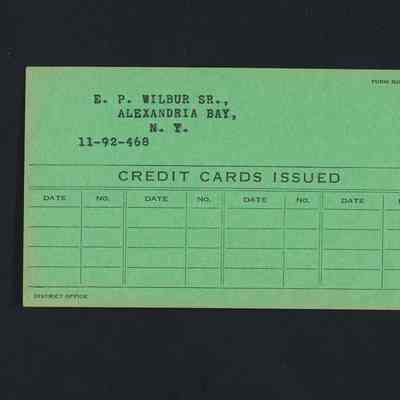 FORM
E. P. WILBUR SR.,
ALEXANDRIA BAY,
N. Y.
11-92-468
CREDIT CARDS ISSUED
DATE NO. DATE NO. DATE NO. DATE
DISTRICT OFFICE